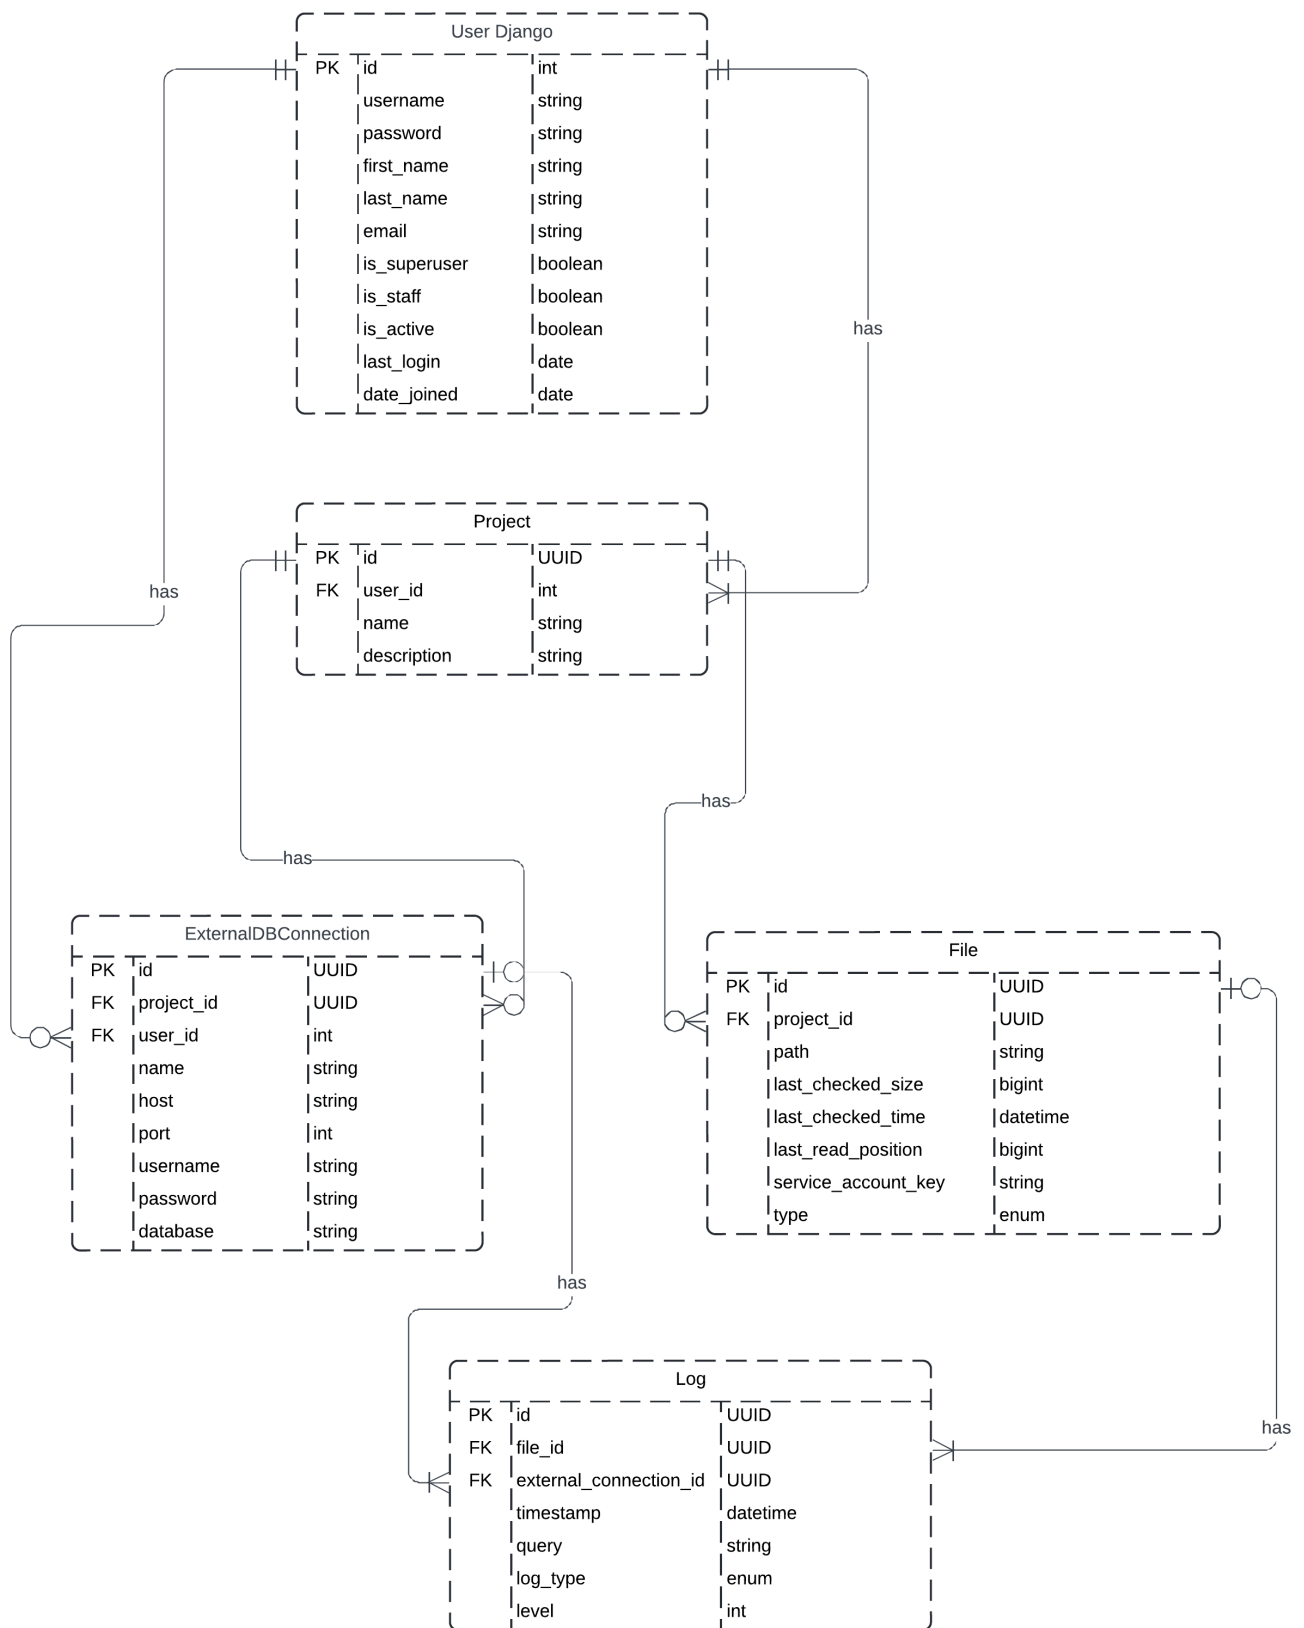 User Django
PK id int
username string
password string
first_name string
last_name string
email string
is_superuser boolean
is_staff boolean
is_active boolean
last_login date
date_joined date
has
has
Project
PK id UUID
FK user_id int
name string
description string
has
has
ExternalDBConnection
PK id UUID
FK project_id UUID
FK user_id int
name string
host string
port int
username string
password string
database string
File
PK id UUID
FK project_id UUID
path string
last_checked_size bigint
last_checked_time datetime
last_read_position bigint
service_account_key string
type enum
has
has
Log
PK id UUID
FK file_id UUID
FK external_connection_id UUID
timestamp datetime
query string
log_type enum
level int